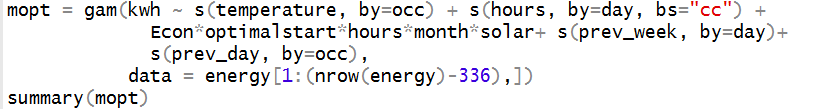 mopt = gam(kwh ~ s(temperature, by=occ) + s(hours, by=day, bs="cc") +
Econ*optimalstart*hours*month*solar+ s(prev_week, by=day)+
s(prev_day, by=occ),
data = energy[1:(nrow(energy)-336),])
summary(mopt)